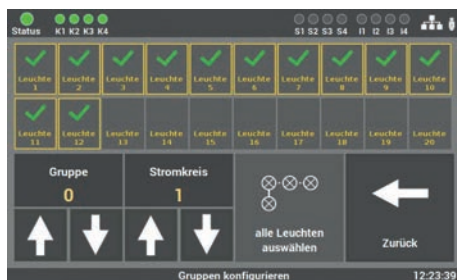 Status K1 K2 K3 K4 S1 S2 S3 S4 I1 I2 I3 I4
Leuchte 1
Leuchte 2
Leuchte 3
Leuchte 4
Leuchte 5
Leuchte 6
Leuchte 7
Leuchte 8
Leuchte 9
Leuchte 10
Leuchte 11
Leuchte 12
Leuchte 13
Leuchte 14
Leuchte 15
Leuchte 16
Leuchte 17
Leuchte 18
Leuchte 19
Leuchte 20
Gruppe
0
Stromkreis
1
alle Leuchten
auswählen
Zurück
Gruppen konfigurieren 12:23:39